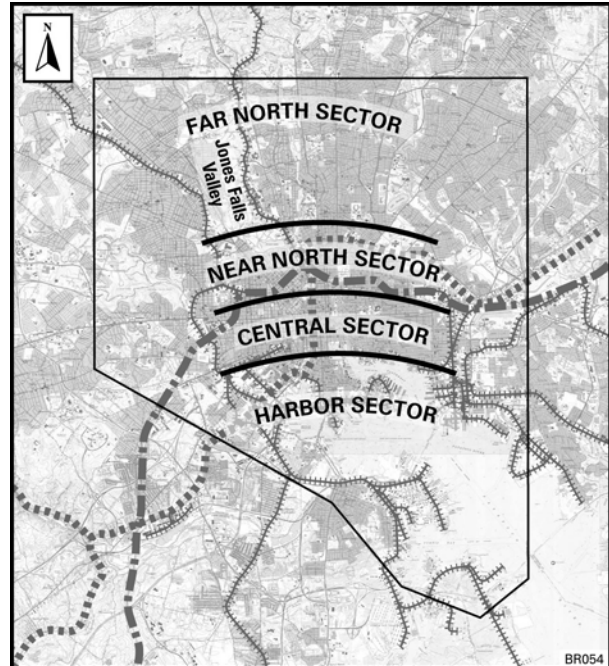 N
FAR NORTH SECTOR
Jones Falls
Valley
NEAR NORTH SECTOR
CENTRAL SECTOR
HARBOR SECTOR
BR054